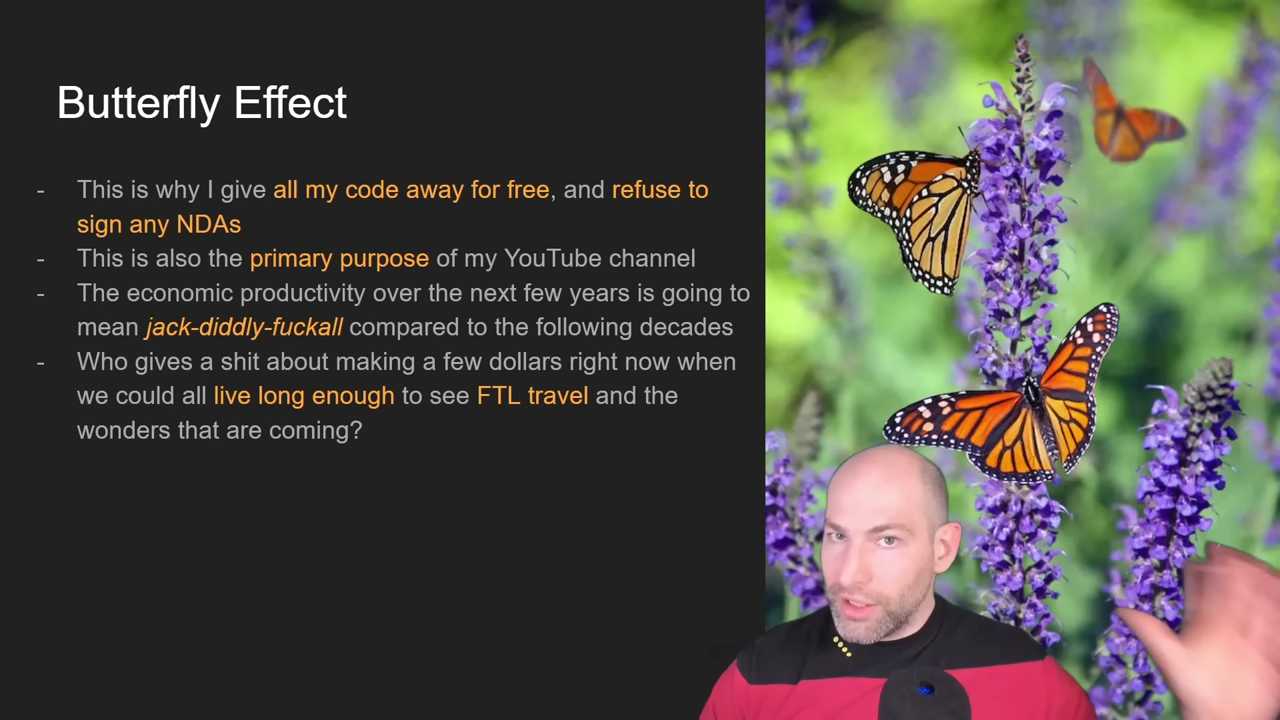 Butterfly Effect
- This is why I give all my code away for free, and refuse to
sign any NDAs
- This is also the primary purpose of my YouTube channel
- The economic productivity over the next few years is going to
mean jack-diddly-fuckall compared to the following decades
- Who gives a shit about making a few dollars right now when
we could all live long enough to see FTL travel and the
wonders that are coming?